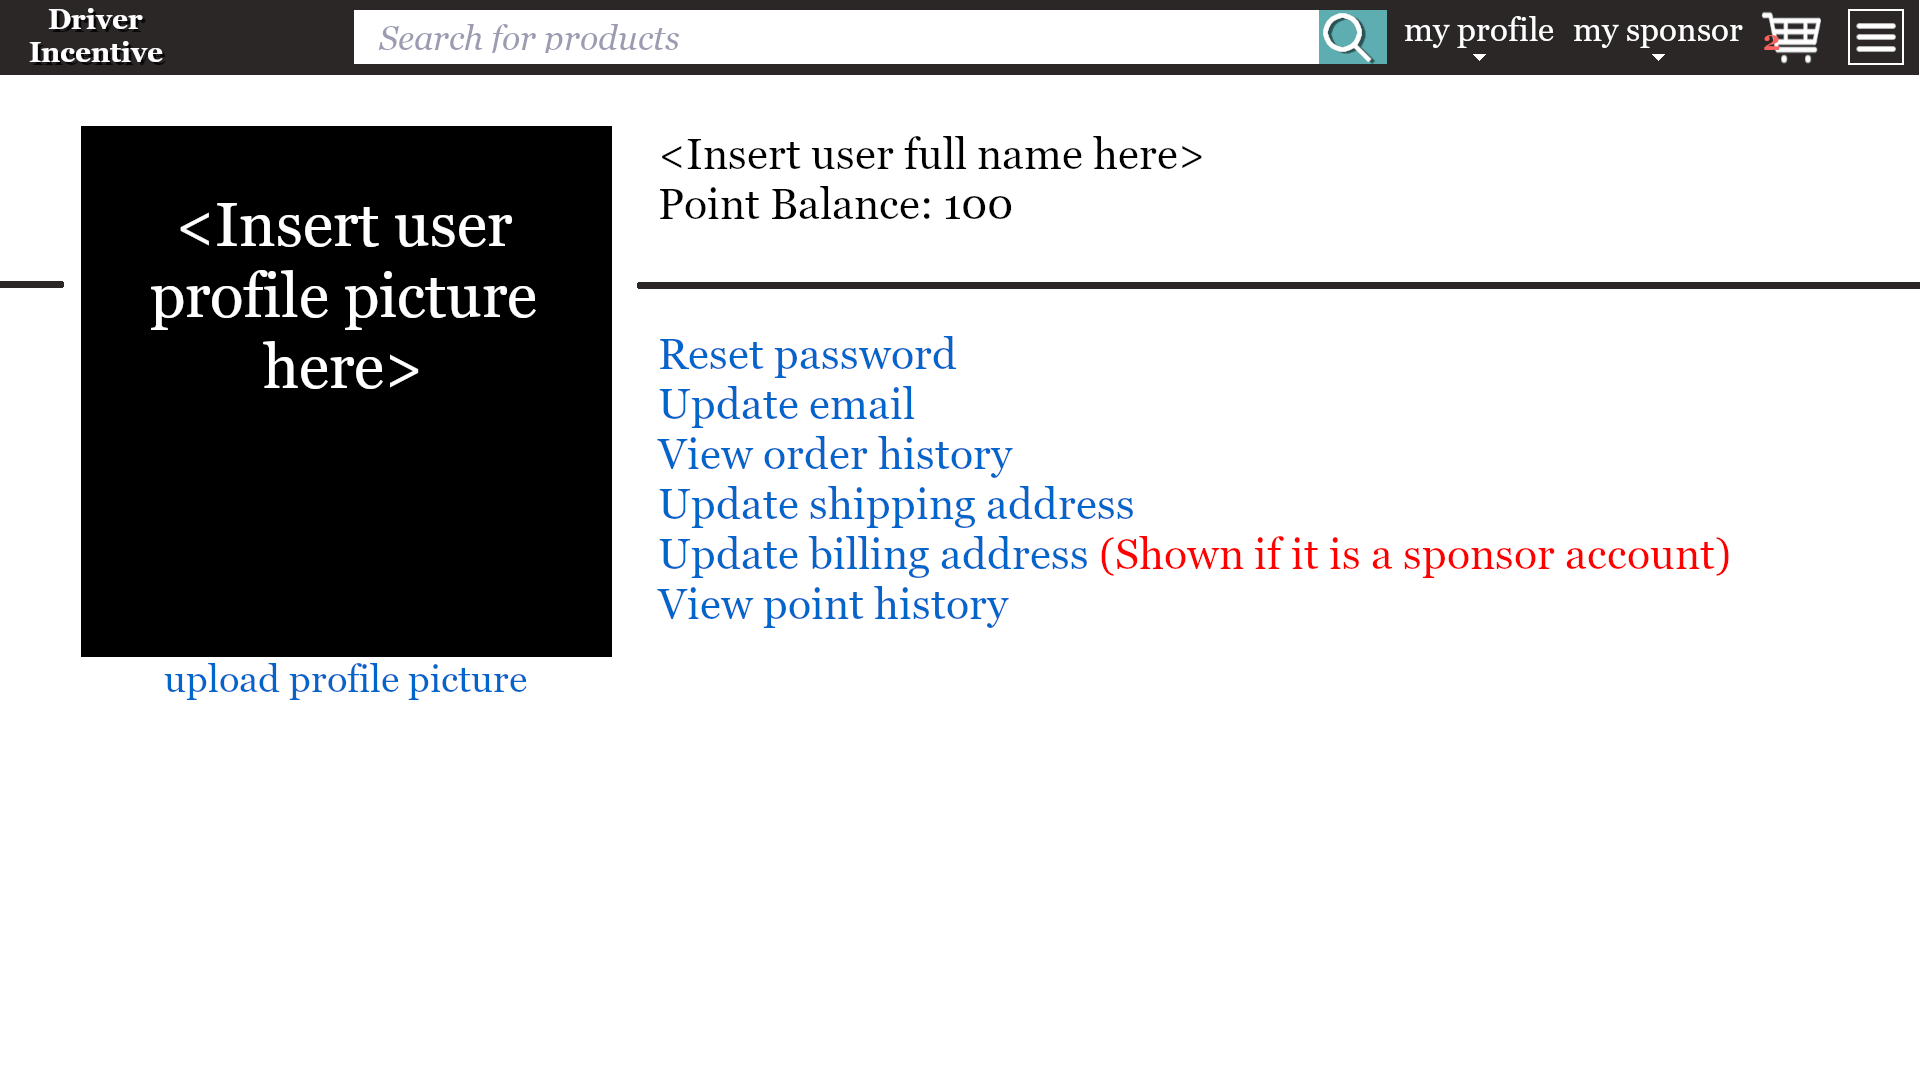 Driver
Incentive
Search for products
my profile
my sponsor
2
<Insert user
profile picture
here>
upload profile picture
<Insert user full name here>
Point Balance: 100
Reset password
Update email
View order history
Update shipping address
Update billing address (Shown if it is a sponsor account)
View point history